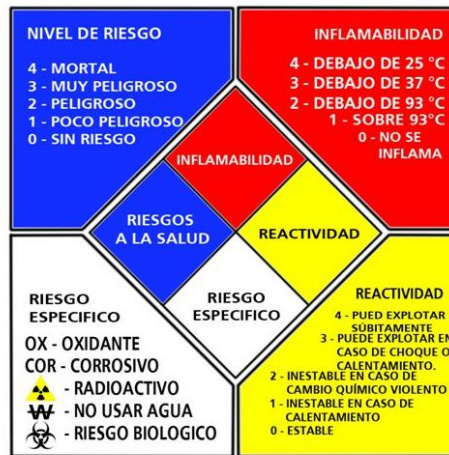 NIVEL DE RIESGO
4 - MORTAL
3 - MUY PELIGROSO
2 - PELIGROSO
1 - POCO PELIGROSO
0 - SIN RIESGO
INFLAMABILIDAD
4 - DEBAJO DE 25 °C
3 - DEBAJO DE 37 °C
2 - DEBAJO DE 93 °C
1 - SOBRE 93°C
0 - NO SE
INFLAMA
INFLAMABILIDAD
RIESGOS
A LA SALUD
REACTIVIDAD
RIESGO
ESPECIFICO
RIESGO
ESPECIFICO
OX - OXIDANTE
COR - CORROSIVO
- RADIOACTIVO
W - NO USAR AGUA
- RIESGO BIOLOGICO
REACTIVIDAD
4 - PUED EXPLOTAR
SÚBITAMENTE
3 - PUEDE EXPLOTAR EN
CASO DE CHOQUE O
CALENTAMIENTO.
2 - INESTABLE EN CASO DE
CAMBIO QUÍMICO VIOLENTO
1 - INESTABLE EN CASO DE
CALENTAMIENTO
0 - ESTABLE